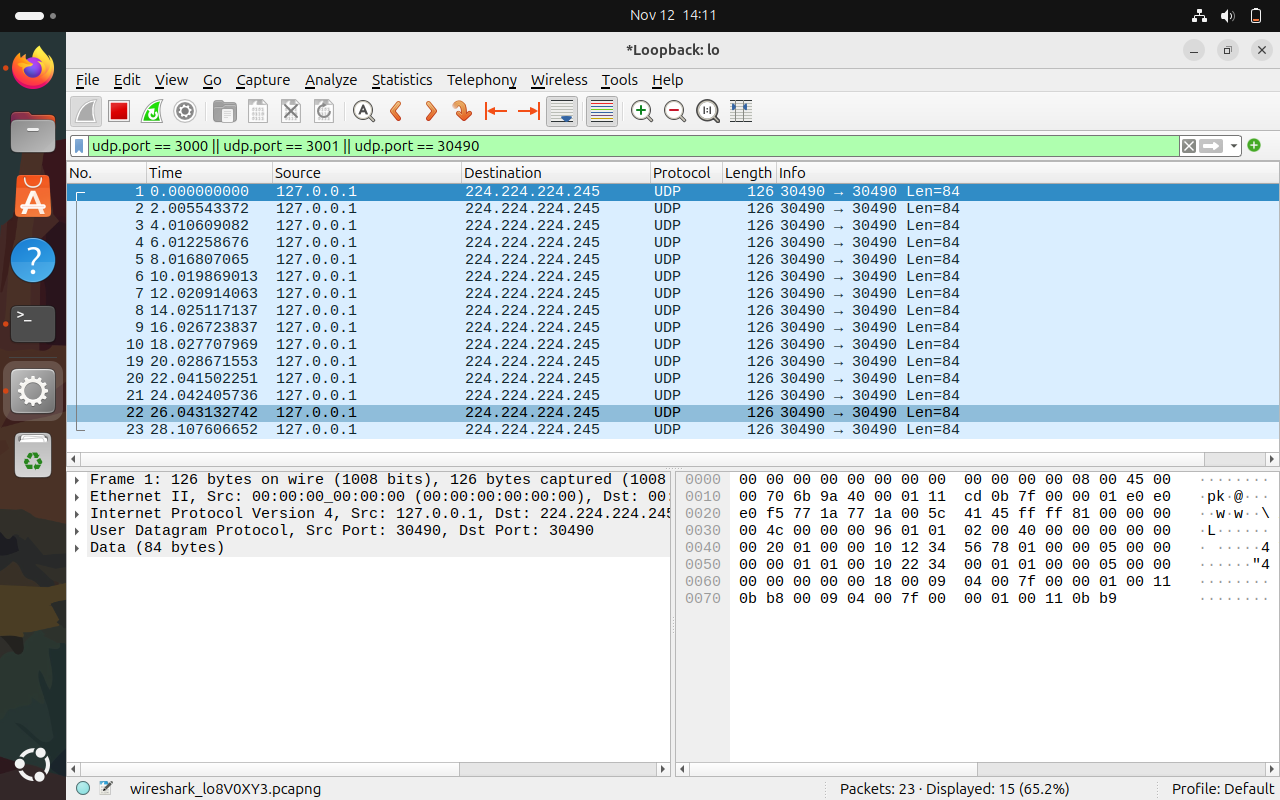 Nov 12 14:11
*Loopback: lo
File Edit View Go Capture Analyze Statistics Telephony Wireless Tools Help
udp.port == 3000 || udp.port == 3001 || udp.port == 30490
No. Time Source Destination Protocol Length Info
1 0.000000000 127.0.0.1 224.224.224.245 UDP 126 30490 → 30490 Len=84
2 2.005543372 127.0.0.1 224.224.224.245 UDP 126 30490 → 30490 Len=84
3 4.010609082 127.0.0.1 224.224.224.245 UDP 126 30490 → 30490 Len=84
4 6.012258676 127.0.0.1 224.224.224.245 UDP 126 30490 → 30490 Len=84
5 8.016807065 127.0.0.1 224.224.224.245 UDP 126 30490 → 30490 Len=84
6 10.019869013 127.0.0.1 224.224.224.245 UDP 126 30490 → 30490 Len=84
7 12.020914063 127.0.0.1 224.224.224.245 UDP 126 30490 → 30490 Len=84
8 14.025117137 127.0.0.1 224.224.224.245 UDP 126 30490 → 30490 Len=84
9 16.026723837 127.0.0.1 224.224.224.245 UDP 126 30490 → 30490 Len=84
10 18.027707969 127.0.0.1 224.224.224.245 UDP 126 30490 → 30490 Len=84
19 20.028671553 127.0.0.1 224.224.224.245 UDP 126 30490 → 30490 Len=84
20 22.041502251 127.0.0.1 224.224.224.245 UDP 126 30490 → 30490 Len=84
21 24.042405736 127.0.0.1 224.224.224.245 UDP 126 30490 → 30490 Len=84
22 26.043132742 127.0.0.1 224.224.224.245 UDP 126 30490 → 30490 Len=84
23 28.107606652 127.0.0.1 224.224.224.245 UDP 126 30490 → 30490 Len=84
Frame 1: 126 bytes on wire (1008 bits), 126 bytes captured (1008
Ethernet II, Src: 00:00:00_00:00:00 (00:00:00:00:00:00), Dst: 00:
Internet Protocol Version 4, Src: 127.0.0.1, Dst: 224.224.224.245
User Datagram Protocol, Src Port: 30490, Dst Port: 30490
Data (84 bytes)
0000 00 00 00 00 00 00 00 00 00 00 00 00 08 00 45 00 ········
0010 00 70 6b 9a 40 00 01 11 cd 0b 7f 00 00 01 e0 e0 ·pk·@···
0020 e0 f5 77 1a 77 1a 00 5c 41 45 ff ff 81 00 00 00 ··w·w··\
0030 00 4c 00 00 00 96 01 01 02 00 40 00 00 00 00 00 ·L······
0040 00 20 01 00 00 10 12 34 56 78 01 00 00 05 00 00 · ·····4
0050 00 00 01 01 00 10 22 34 00 01 01 00 00 05 00 00 ······"4
0060 00 00 00 00 00 18 00 09 04 00 7f 00 00 01 00 11 ········
0070 0b b8 00 09 04 00 7f 00 00 01 00 11 0b b9 ········
wireshark_lo8V0XY3.pcapng
Packets: 23 · Displayed: 15 (65.2%)
Profile: Default